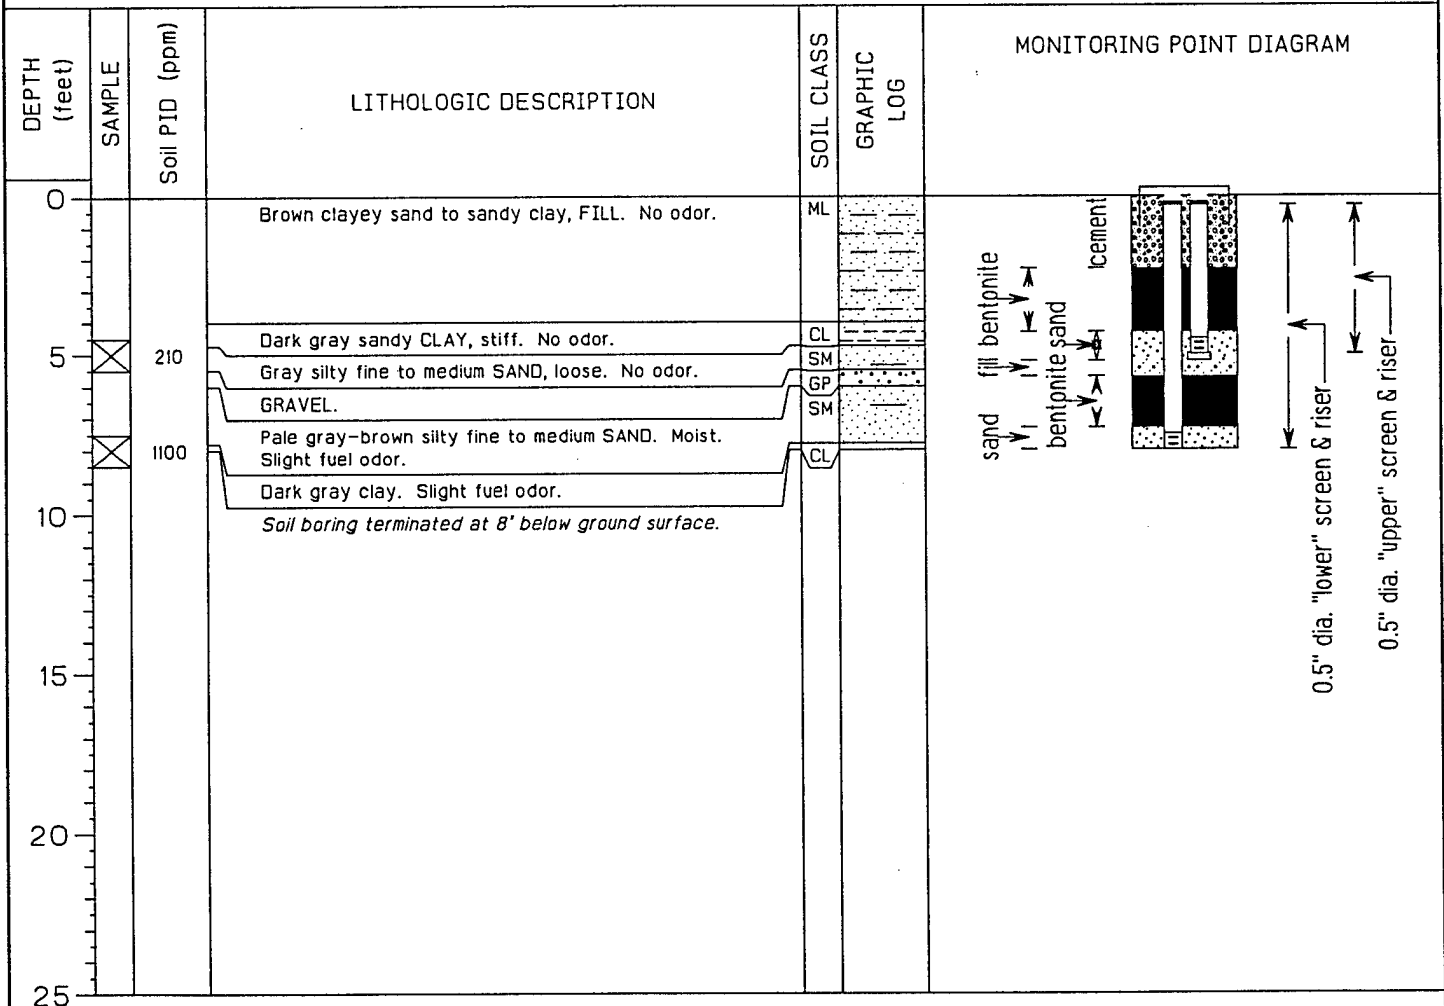 DEPTH
(feet)
SAMPLE
Soil PID (ppm)
LITHOLOGIC DESCRIPTION
SOIL CLASS
GRAPHIC
LOG
MONITORING POINT DIAGRAM
0
Brown clayey sand to sandy clay, FILL. No odor.
ML
Dark gray sandy CLAY, stiff. No odor.
CL
5
210
SM
Gray silty fine to medium SAND, loose. No odor.
GP
GRAVEL.
SM
Pale gray-brown silty fine to medium SAND. Moist.
1100
Slight fuel odor.
CL
Dark gray clay. Slight fuel odor.
10
Soil boring terminated at 8' below ground surface.
15
20
25
sand
fill bentonite
bentonite sand
cement
0.5" dia. "lower" screen & riser
0.5" dia. "upper" screen & riser